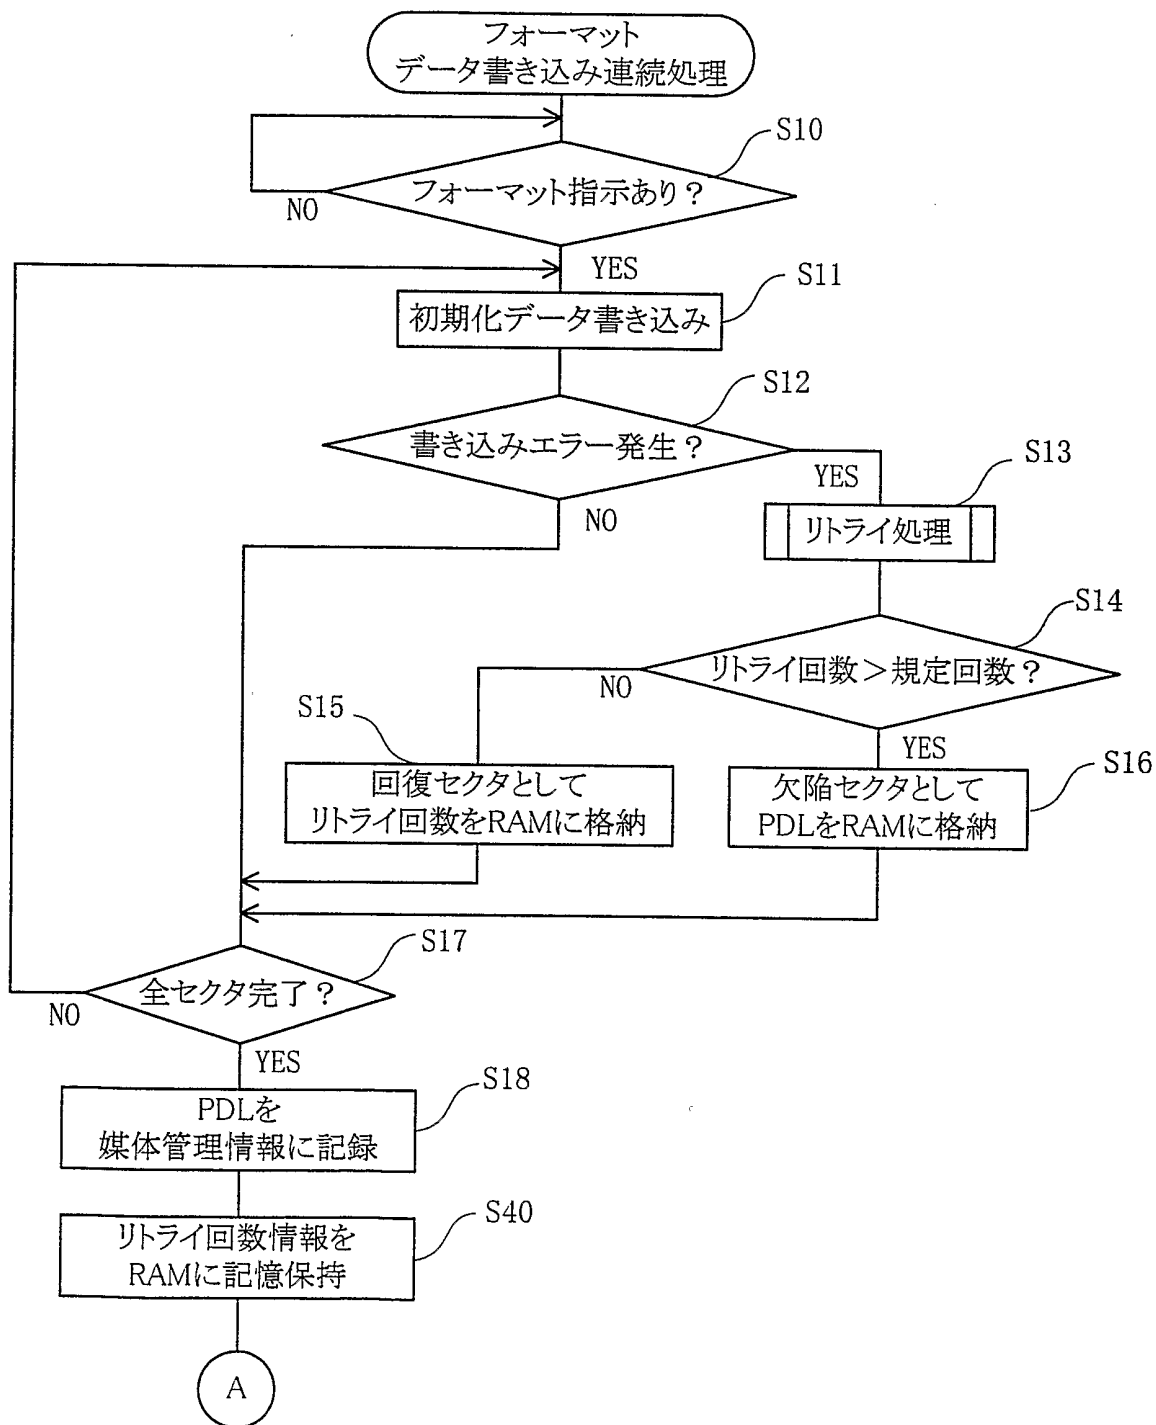 フォーマット
データ書き込み連続処理
S10
フォーマット指示あり？
NO
YES
S11
初期化データ書き込み
S12
書き込みエラー発生？
YES
S13
NO
リトライ処理
S14
リトライ回数＞規定回数？
NO
S15
YES
S16
回復セクタとして
リトライ回数をRAMに格納
欠陥セクタとして
PDLをRAMに格納
S17
全セクタ完了？
NO
YES
S18
PDLを
媒体管理情報に記録
S40
リトライ回数情報を
RAMに記憶保持
A